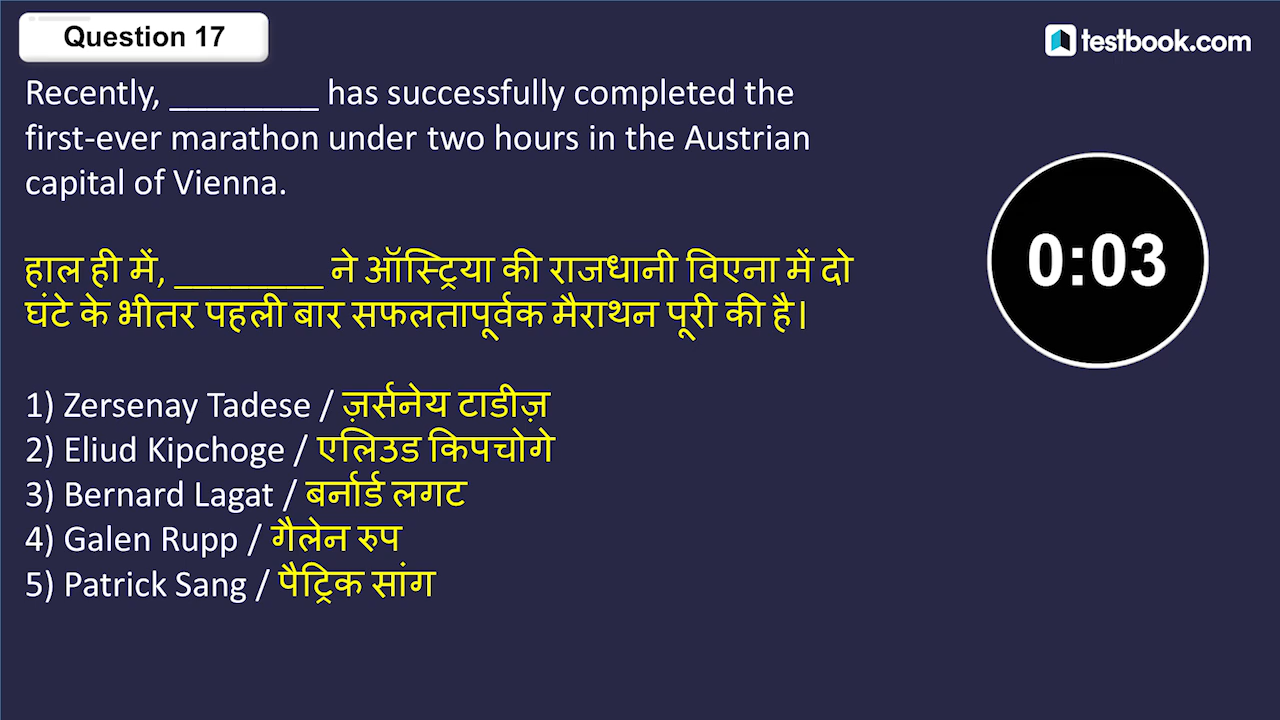 Question 17
testbook.com
Recently, ________ has successfully completed the
first-ever marathon under two hours in the Austrian
capital of Vienna.
हाल ही में, ________ ने ऑस्ट्रिया की राजधानी विएना में दो
घंटे के भीतर पहली बार सफलतापूर्वक मैराथन पूरी की है।
0:03
1) Zersenay Tadese / ज़र्सनेय टाडीज़
2) Eliud Kipchoge / एलिउड किपचोगे
3) Bernard Lagat / बर्नार्ड लगट
4) Galen Rupp / गैलेन रुप
5) Patrick Sang / पैट्रिक सांग